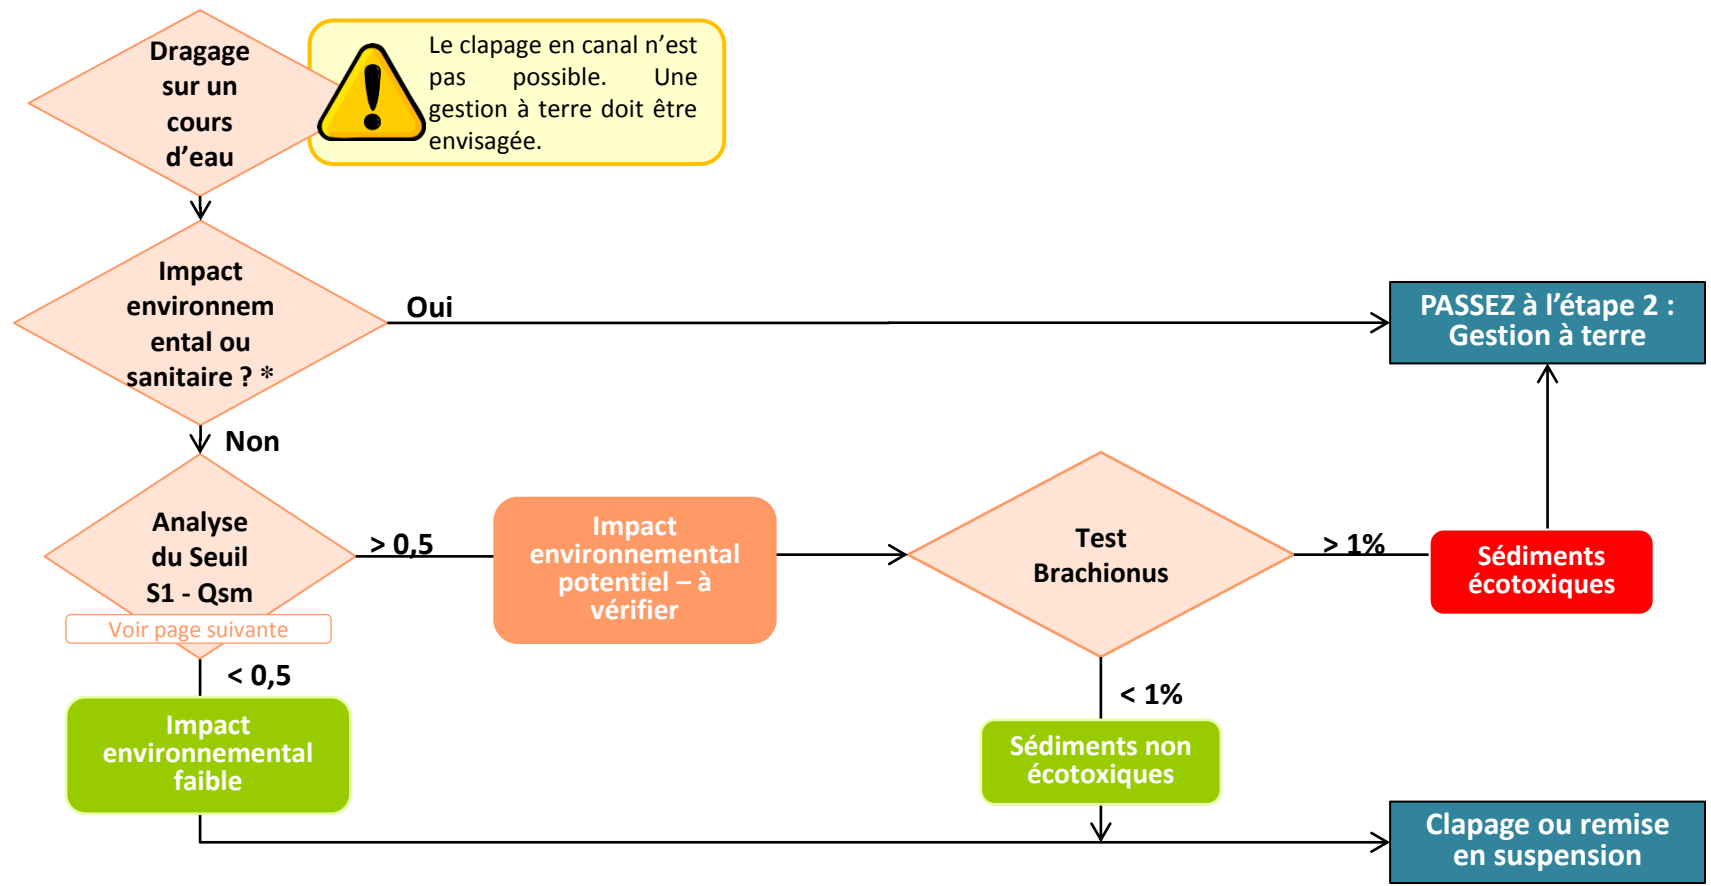 Dragage
sur un
cours
d’eau
Le clapage en canal n’est
pas possible. Une
gestion à terre doit être
envisagée.
Impact
environnem
ental ou
sanitaire ? *
Oui
PASSEZ à l’étape 2 :
Gestion à terre
Non
Analyse
du Seuil
S1 - Qsm
Voir page suivante
> 0,5
Impact
environnemental
potentiel – à
vérifier
Test
Brachionus
> 1%
Sédiments
écotoxiques
< 0,5
Impact
environnemental
faible
< 1%
Sédiments non
écotoxiques
Clapage ou remise
en suspension